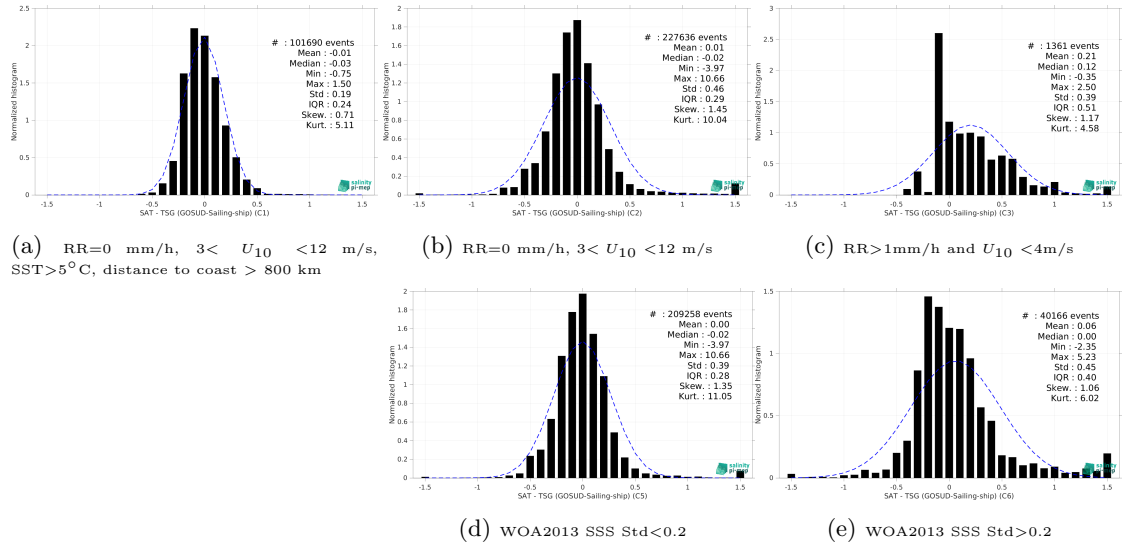 2.5
2
1.5
1
0.5
0
-1.5 -1 -0.5 0 0.5 1 1.5
Normalized histogram
SAT - TSG (GOSUD-Sailing-ship) (C1)
# : 101690 events
Mean : -0.01
Median : -0.03
Min : -0.75
Max : 1.50
Std : 0.19
IQR : 0.24
Skew. : 0.71
Kurt. : 5.11
salinity
pi-mep
(a) RR=0 mm/h, 3< U10 <12 m/s,
SST>5°C, distance to coast > 800 km
2
1.8
1.6
1.4
1.2
1
0.8
0.6
0.4
0.2
0
-1.5 -1 -0.5 0 0.5 1 1.5
Normalized histogram
SAT - TSG (GOSUD-Sailing-ship) (C2)
# : 227636 events
Mean : 0.01
Median : -0.02
Min : -3.97
Max : 10.66
Std : 0.46
IQR : 0.29
Skew. : 1.45
Kurt. : 10.04
salinity
pi-mep
(b) RR=0 mm/h, 3< U10 <12 m/s
3
2.5
2
1.5
1
0.5
0
-1.5 -1 -0.5 0 0.5 1 1.5
Normalized histogram
SAT - TSG (GOSUD-Sailing-ship) (C3)
# : 1361 events
Mean : 0.21
Median : 0.12
Min : -0.35
Max : 2.50
Std : 0.39
IQR : 0.51
Skew. : 1.17
Kurt. : 4.58
salinity
pi-mep
(c) RR>1mm/h and U10 <4m/s
2
1.8
1.6
1.4
1.2
1
0.8
0.6
0.4
0.2
0
-1.5 -1 -0.5 0 0.5 1 1.5
Normalized histogram
SAT - TSG (GOSUD-Sailing-ship) (C5)
# : 209258 events
Mean : 0.00
Median : -0.02
Min : -3.97
Max : 10.66
Std : 0.39
IQR : 0.28
Skew. : 1.35
Kurt. : 11.05
salinity
pi-mep
(d) WOA2013 SSS Std<0.2
1.5
1
0.5
0
-1.5 -1 -0.5 0 0.5 1 1.5
Normalized histogram
SAT - TSG (GOSUD-Sailing-ship) (C6)
# : 40166 events
Mean : 0.06
Median : 0.00
Min : -2.35
Max : 5.23
Std : 0.45
IQR : 0.40
Skew. : 1.06
Kurt. : 6.02
salinity
pi-mep
(e) WOA2013 SSS Std>0.2